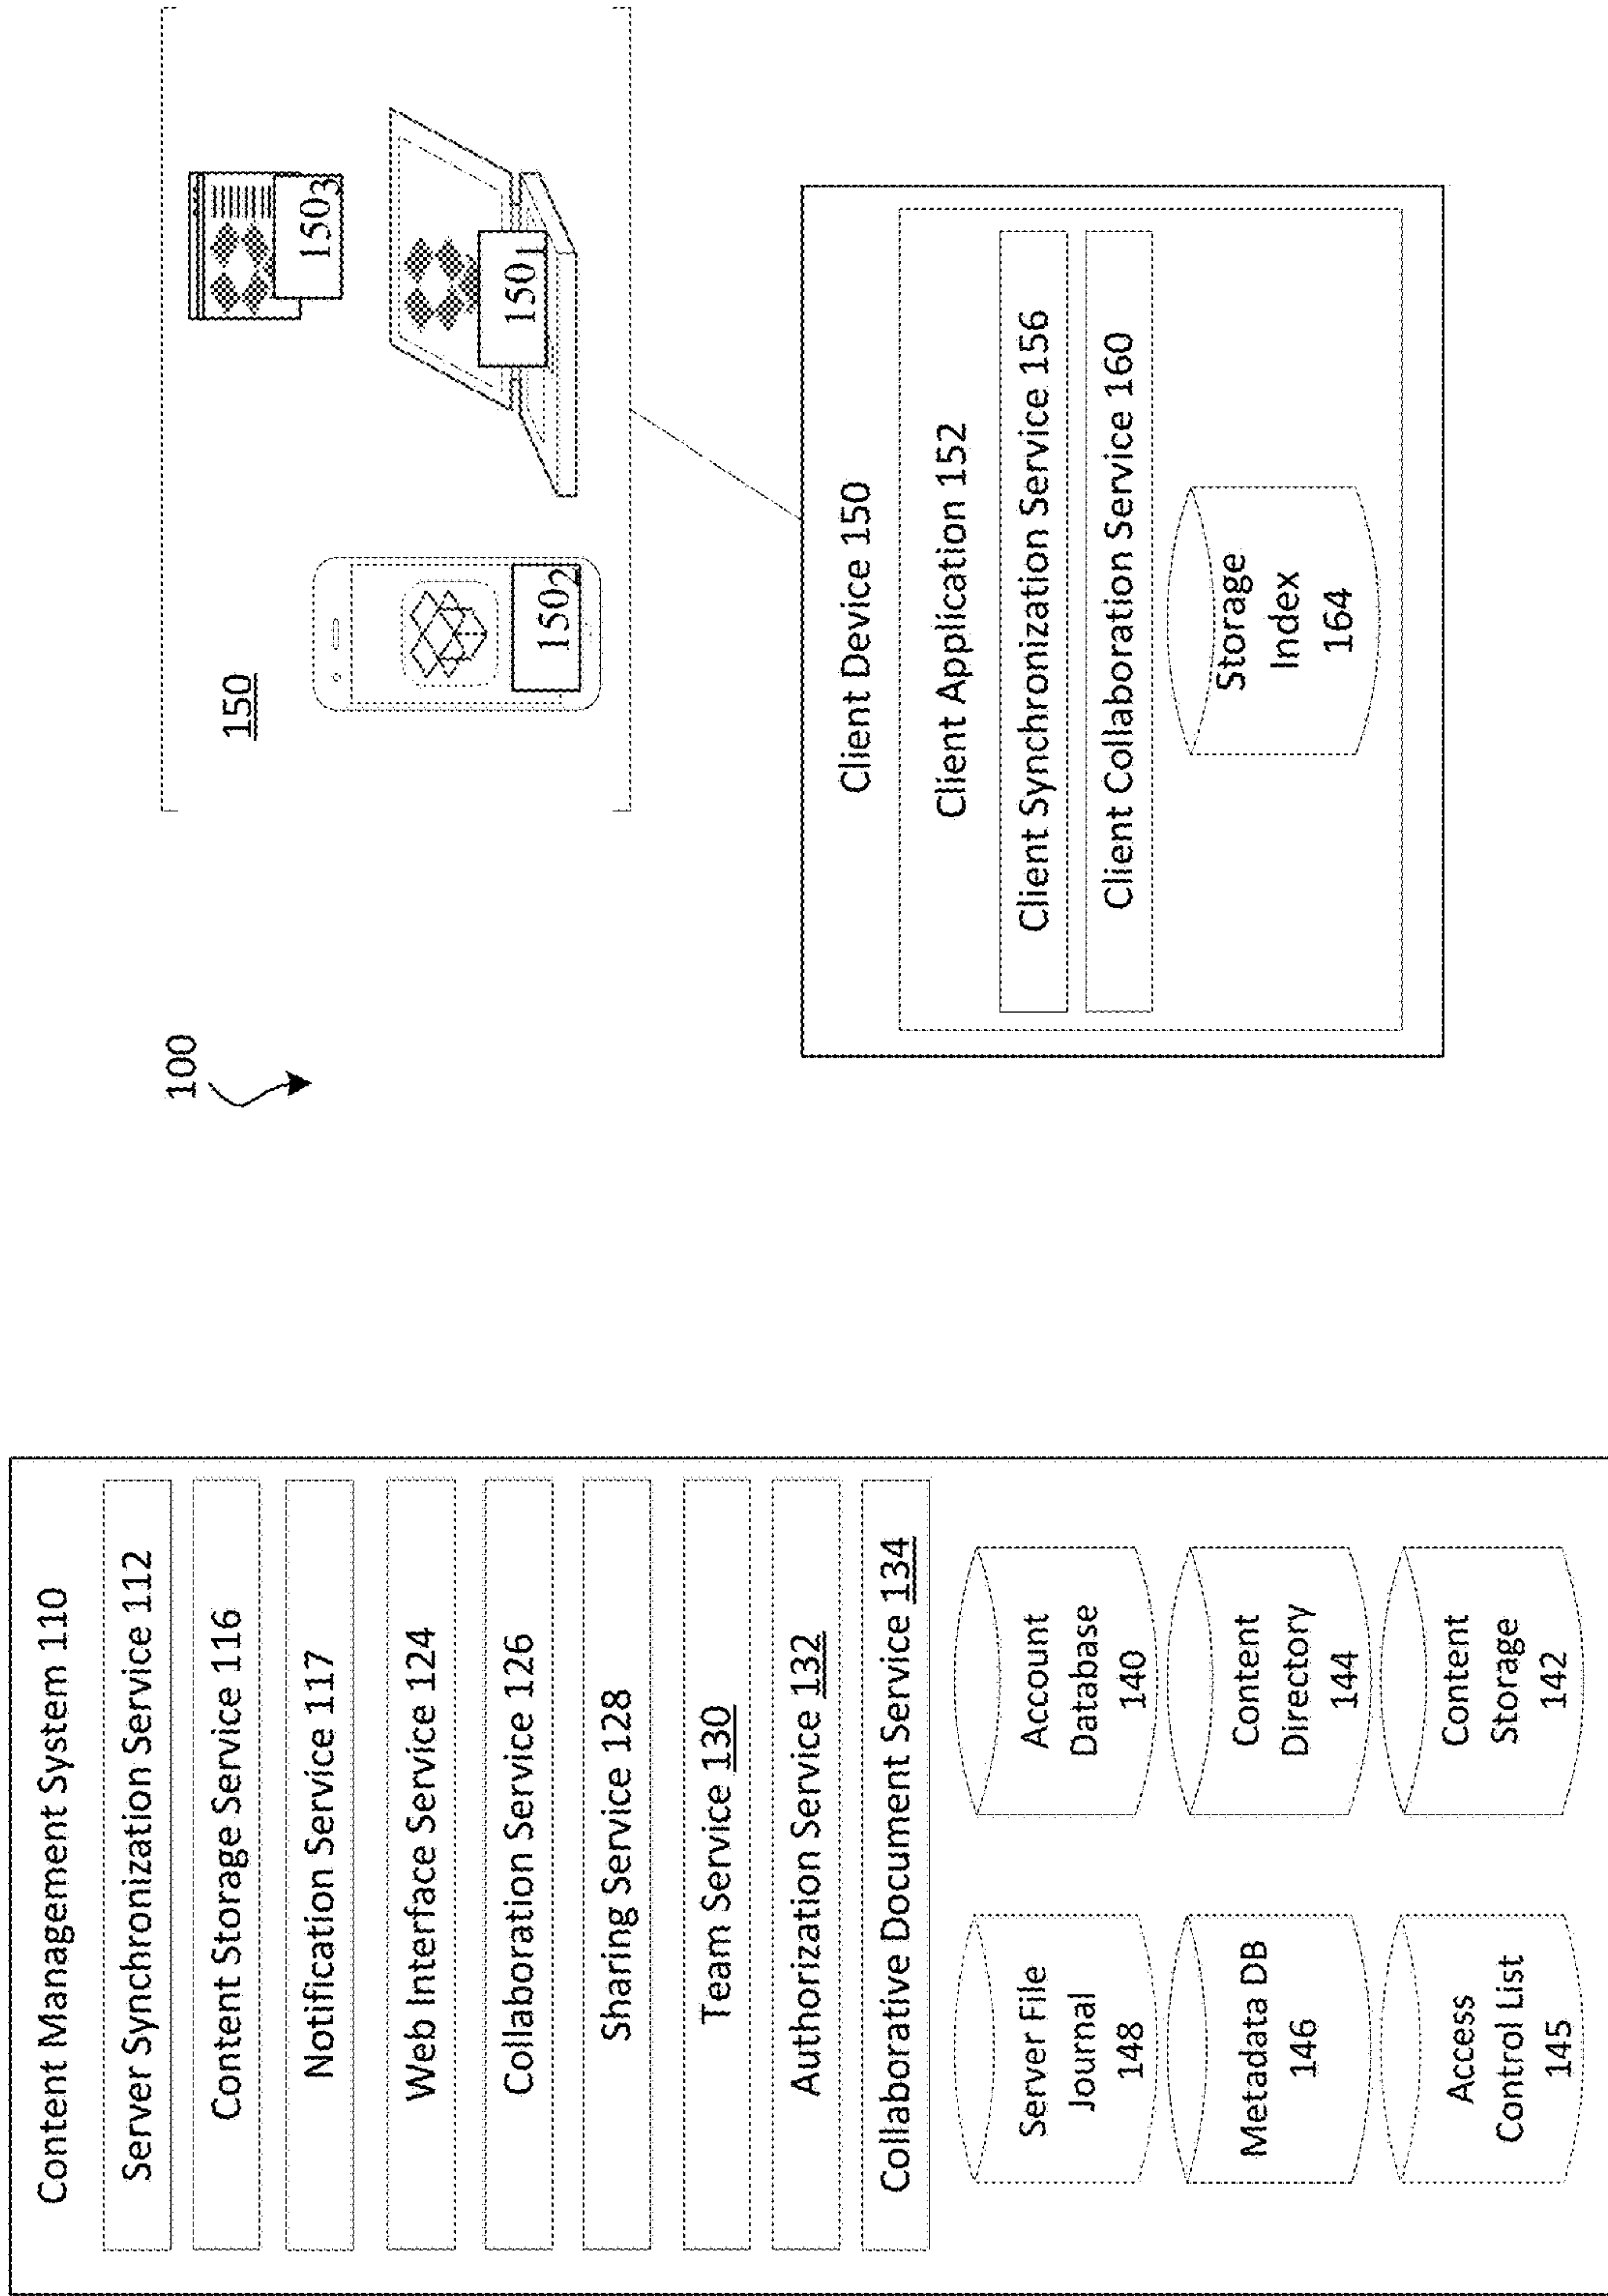 100
Content Management System 110
Server Synchronization Service 112
Content Storage Service 116
Notification Service 117
Web Interface Service 124
Collaboration Service 126
Sharing Service 128
Team Service 130
Authorization Service 132
Collaborative Document Service 134
Server File
Journal
148
Account
Database
140
Metadata DB
146
Content
Directory
144
Access
Control List
145
Content
Storage
142
150
150₂
150₁
150₃
Client Device 150
Client Application 152
Client Synchronization Service 156
Client Collaboration Service 160
Storage
Index
164